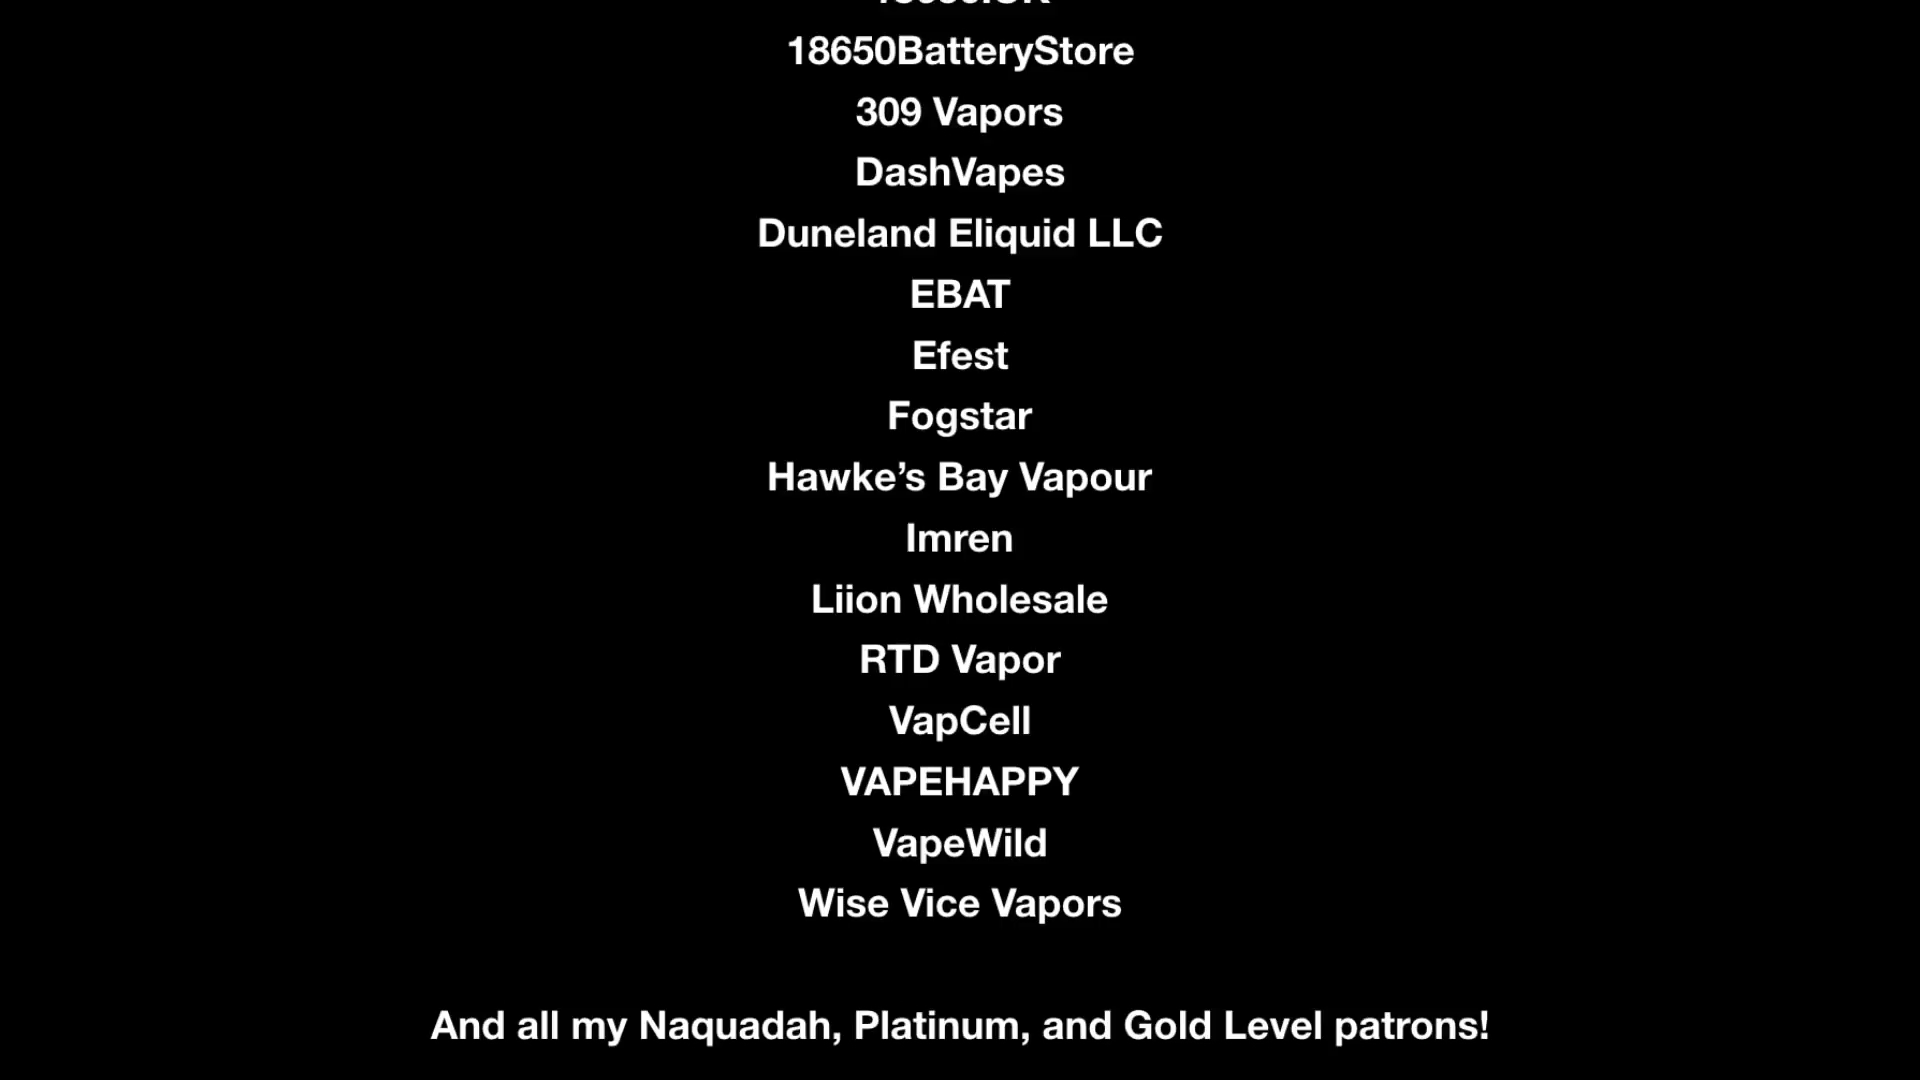 18650BatteryStore
309 Vapors
DashVapes
Duneland Eliquid LLC
EBAT
Efest
Fogstar
Hawke’s Bay Vapour
Imren
Liion Wholesale
RTD Vapor
VapCell
VAPEHAPPY
VapeWild
Wise Vice Vapors
And all my Naquadah, Platinum, and Gold Level patrons!